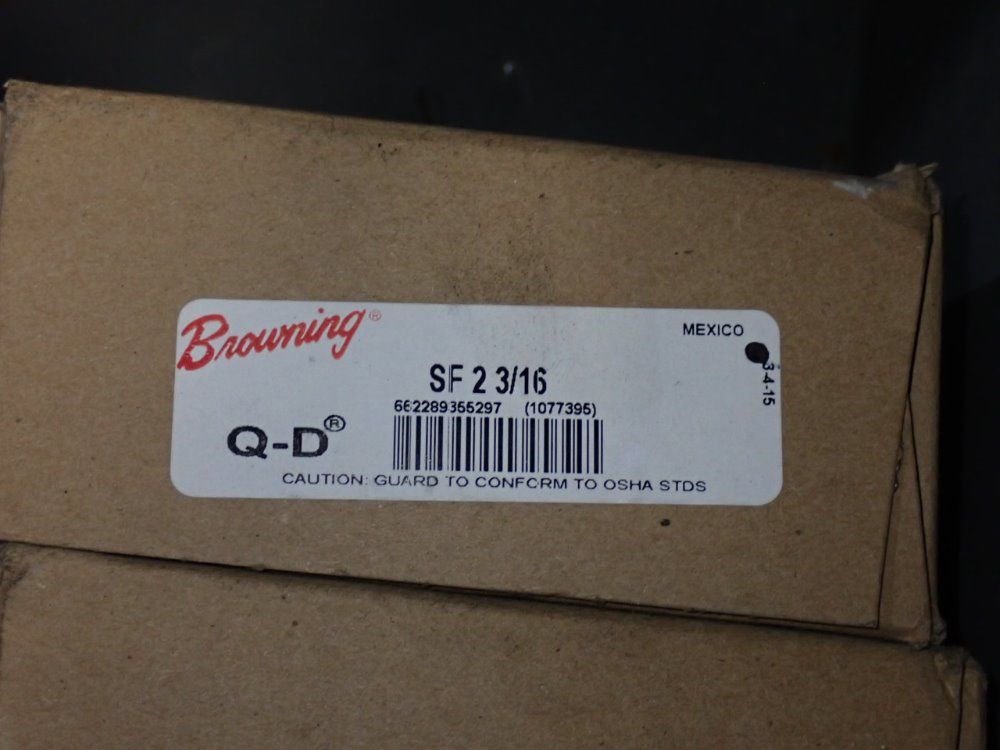 Browning®
MEXICO
3-4-15
SF 2 3/16
662289355297 (1077395)
Q-D®
CAUTION: GUARD TO CONFORM TO OSHA STDS